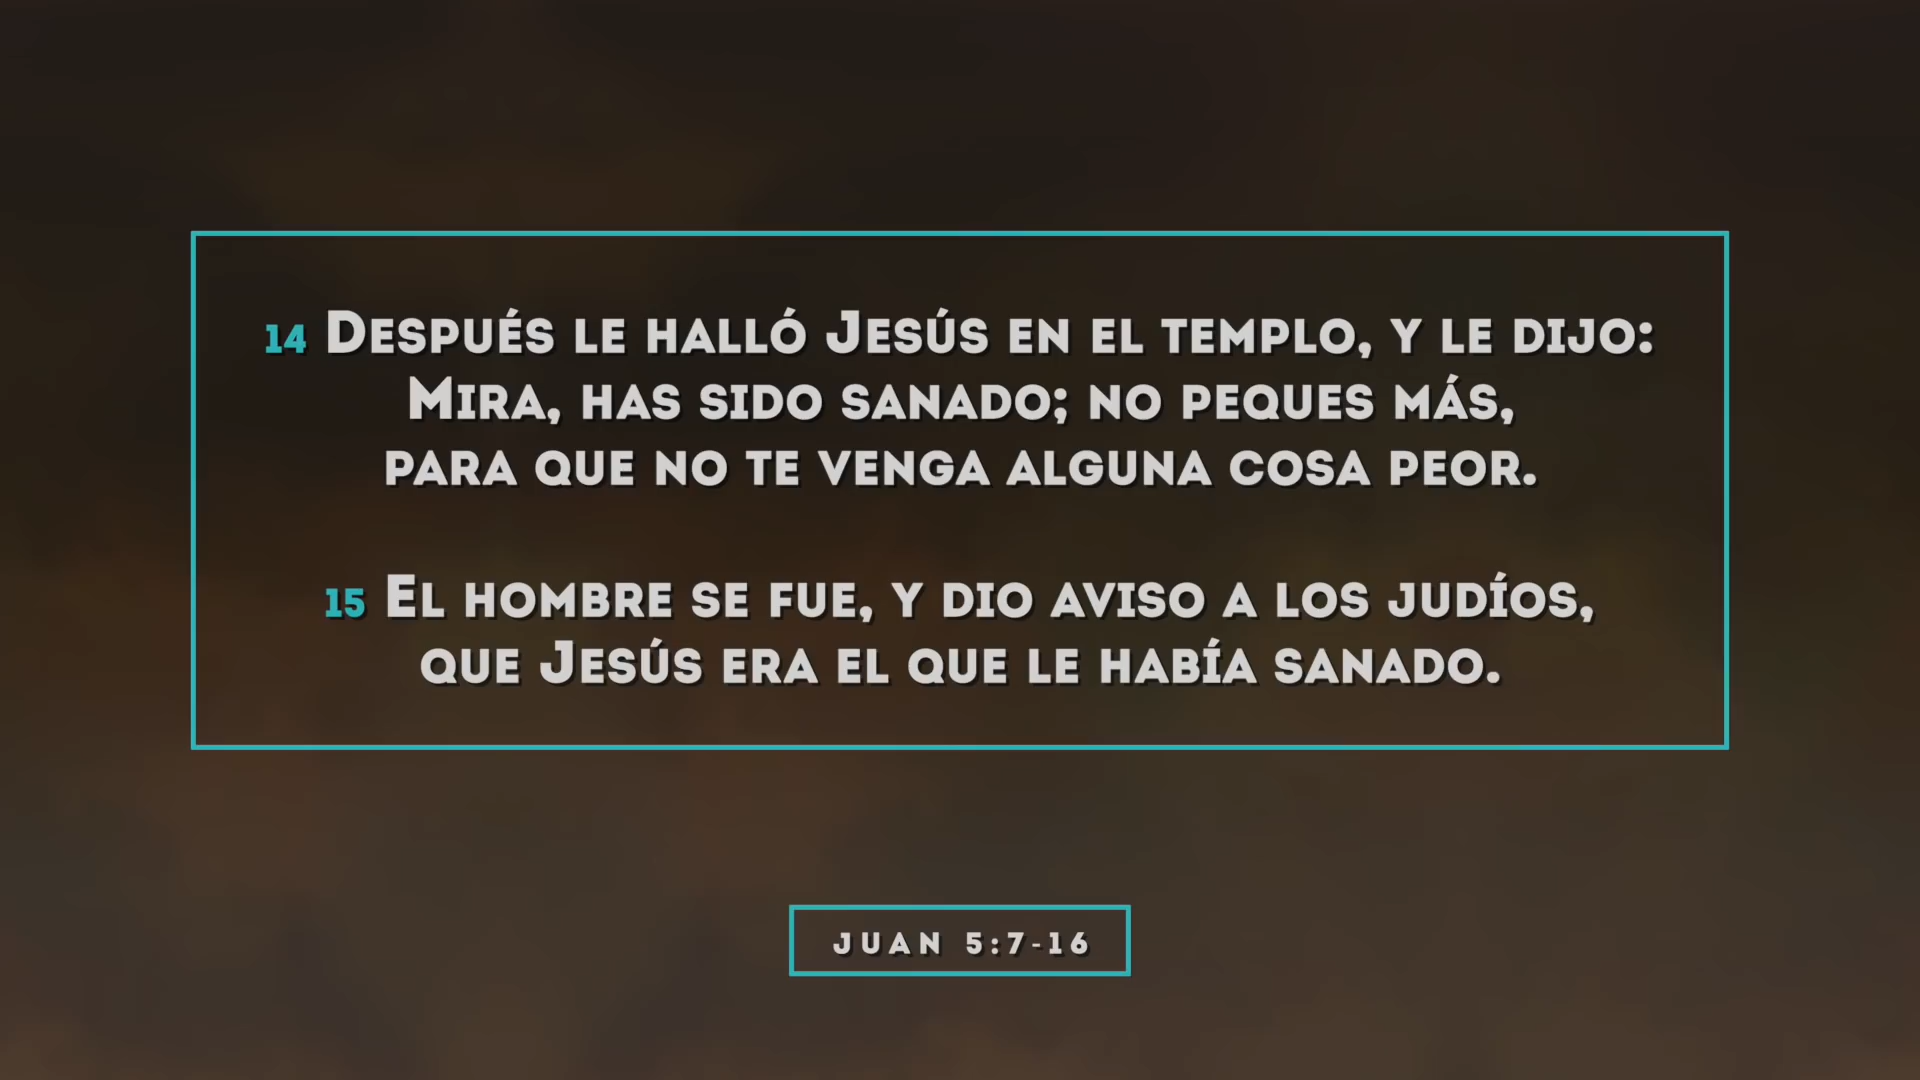 14 Después le halló Jesús en el templo, y le dijo:
Mira, has sido sanado; no peques más,
para que no te venga alguna cosa peor.
15 El hombre se fue, y dio aviso a los judíos,
que Jesús era el que le había sanado.
JUAN 5:7-16